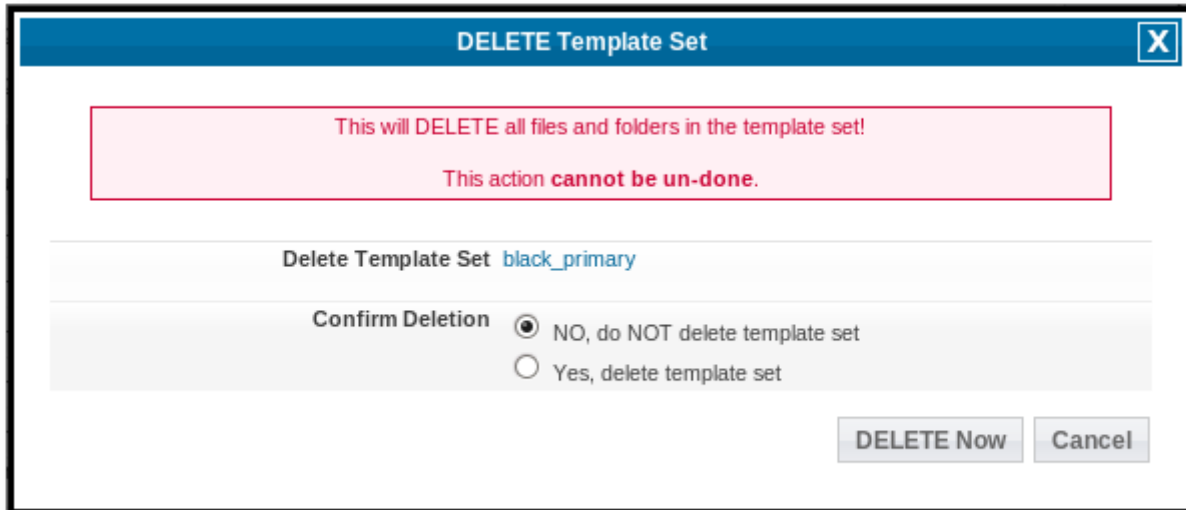 DELETE Template Set
X
This will DELETE all files and folders in the template set!
This action cannot be un-done.
Delete Template Set black_primary
Confirm Deletion NO, do NOT delete template set
Yes, delete template set
DELETE Now Cancel